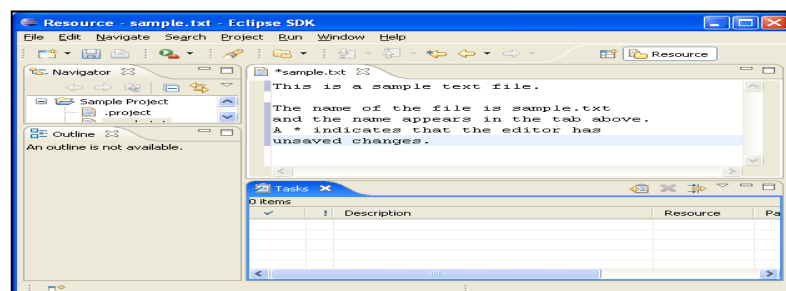 Resource - sample.txt - Eclipse SDK
File Edit Navigate Search Project Run Window Help
Resource
Navigator
*sample.txt
This is a sample text file.
Sample Project
.project
The name of the file is sample.txt
and the name appears in the tab above.
A * indicates that the editor has
unsaved changes.
Outline
An outline is not available.
Tasks
0 items
! Description Resource Pa